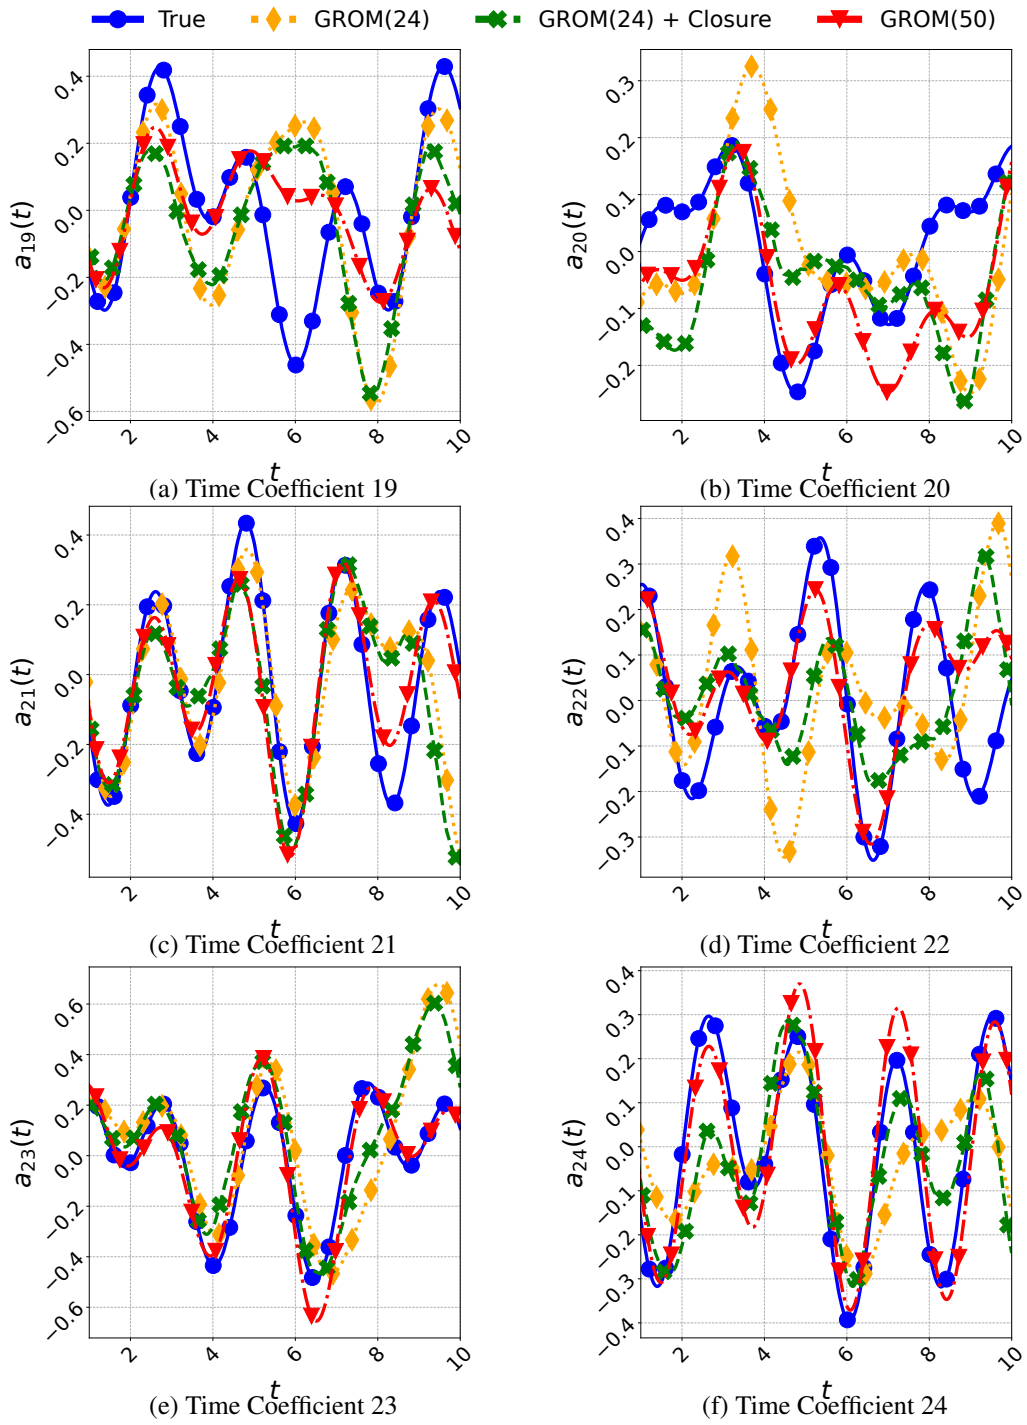 True GROM(24) GROM(24) + Closure GROM(50)
0.4
0.2
0.0
−0.2
−0.4
−0.6
a19(t)
2 4 6 8 10
t
(a) Time Coefficient 19
0.3
0.2
0.1
0.0
−0.1
−0.2
a20(t)
2 4 6 8 10
t
(b) Time Coefficient 20
0.4
0.2
0.0
−0.2
−0.4
a21(t)
2 4 6 8 10
t
(c) Time Coefficient 21
0.4
0.3
0.2
0.1
0.0
−0.1
−0.2
−0.3
a22(t)
2 4 6 8 10
t
(d) Time Coefficient 22
0.6
0.4
0.2
0.0
−0.2
−0.4
−0.6
a23(t)
2 4 6 8 10
t
(e) Time Coefficient 23
0.4
0.3
0.2
0.1
0.0
−0.1
−0.2
−0.3
−0.4
a24(t)
2 4 6 8 10
t
(f) Time Coefficient 24